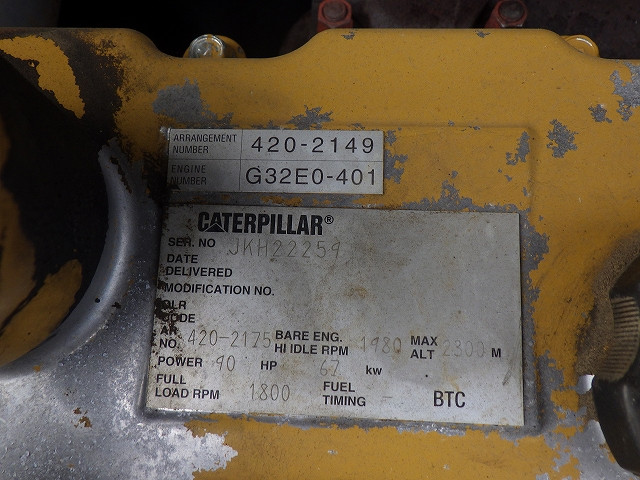 ARRANGEMENT NUMBER 420-2149
ENGINE NUMBER G32E0-401
CATERPILLAR®
SER. NO JKH22259
DATE DELIVERED
MODIFICATION NO.
DLR CODE
AR NO. 420-2175 BARE ENG. HI IDLE RPM 1980 MAX ALT 2300 M
POWER 90 HP 67 kw
FULL LOAD RPM 1800 FUEL TIMING - BTC